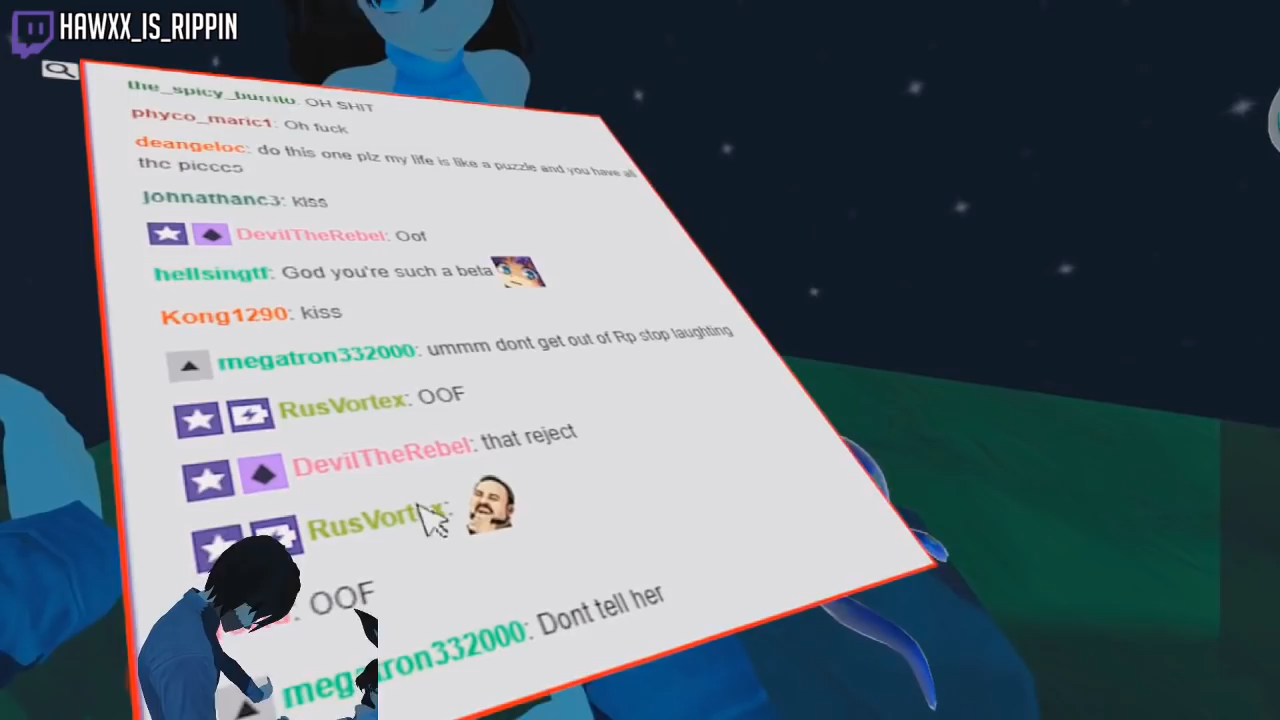 HAWXX_IS_RIPPIN
the_spicy_burrito: OH SHIT
phyco_maric1: Oh fuck
deangeloc: do this one plz my life is like a puzzle and you have all
the pieces
Johnathanc3: kiss
DevilTheRebel: Oof
hellsingtf: God you're such a beta
Kong1290: kiss
megatron332000: ummm dont get out of Rp stop laughting
RusVortex: OOF
DevilTheRebel: that reject
RusVortex:
: OOF
megatron332000: Dont tell her